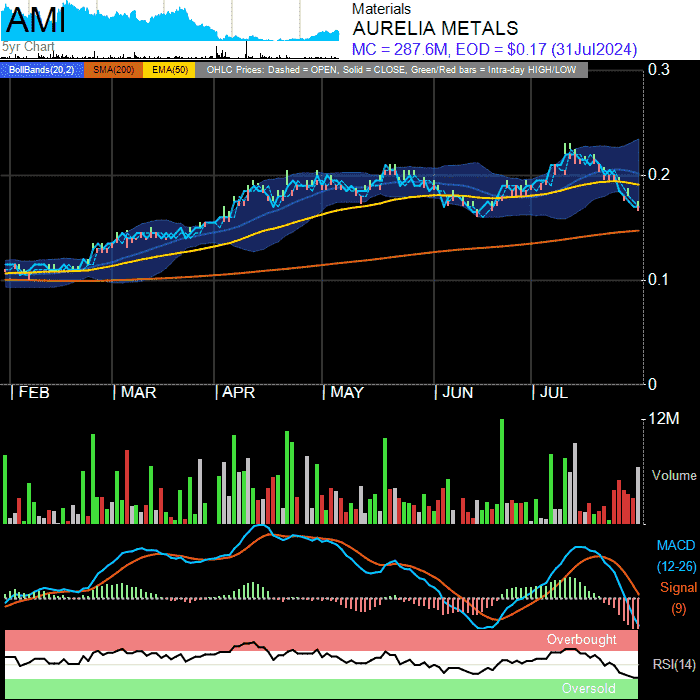 AMI
5yr Chart
Materials
AURELIA METALS
MC = 287.6M, EOD = $0.17 (31Jul2024)
BollBands(20,2) SMA(200) EMA(50) OHLC Prices: Dashed = OPEN, Solid = CLOSE, Green/Red bars = Intra-day HIGH/LOW
0.3
0.2
0.1
0
| FEB | MAR | APR | MAY | JUN | JUL
12M
Volume
MACD
(12-26)
Signal
(9)
Overbought
RSI(14)
Oversold